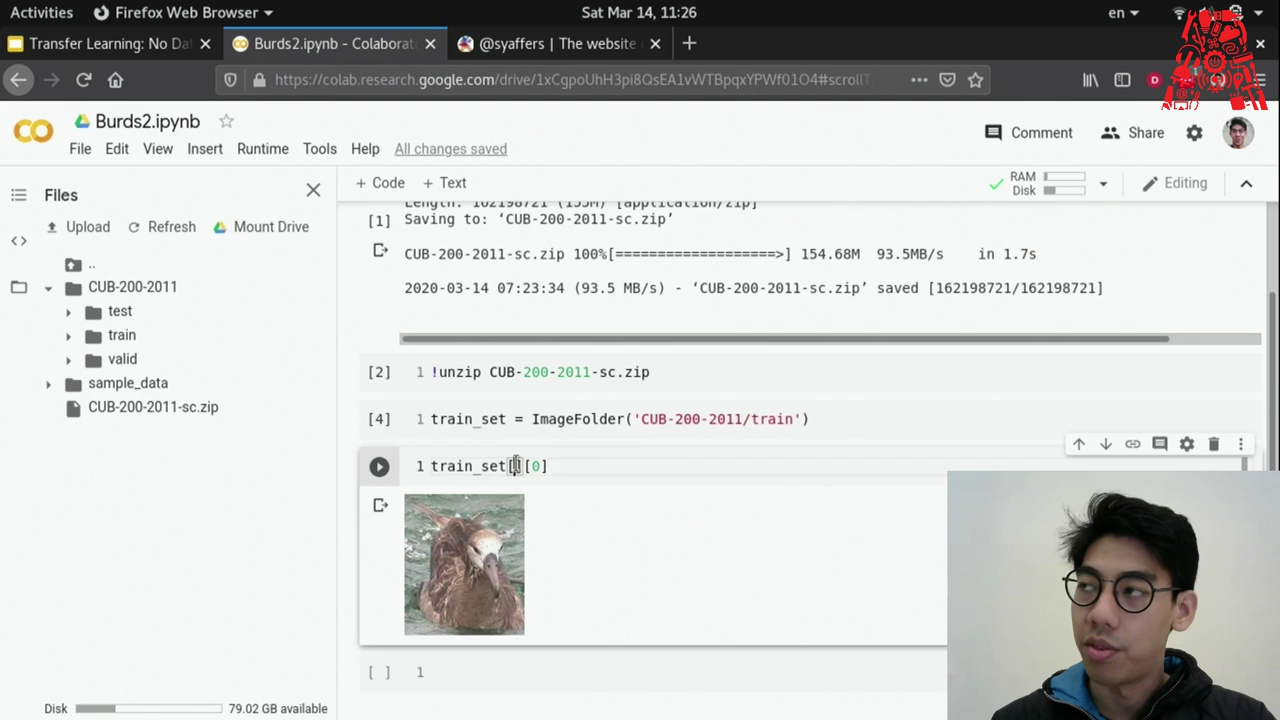 Activities Firefox Web Browser Sat Mar 14, 11:26 en
Transfer Learning: No Da Burds2.ipynb - Colaborat @syaffers | The website
https://colab.research.google.com/drive/1xCgpoUhH3pi8QsEA1vWTBpqxYPWf01O4#scrollT
Burds2.ipynb
File Edit View Insert Runtime Tools Help All changes saved
Comment Share
+ Code + Text
RAM
Disk
Editing
Files
Upload Refresh Mount Drive
..
CUB-200-2011
test
train
valid
sample_data
CUB-200-2011-sc.zip
Disk 79.02 GB available
Length: 162198721 (155M) [application/zip]
[1] Saving to: ‘CUB-200-2011-sc.zip’
CUB-200-2011-sc.zip 100%[===================>] 154.68M 93.5MB/s in 1.7s
2020-03-14 07:23:34 (93.5 MB/s) - ‘CUB-200-2011-sc.zip’ saved [162198721/162198721]
[2] 1 !unzip CUB-200-2011-sc.zip
[4] 1 train_set = ImageFolder('CUB-200-2011/train')
1 train_set[][0]
[ ] 1